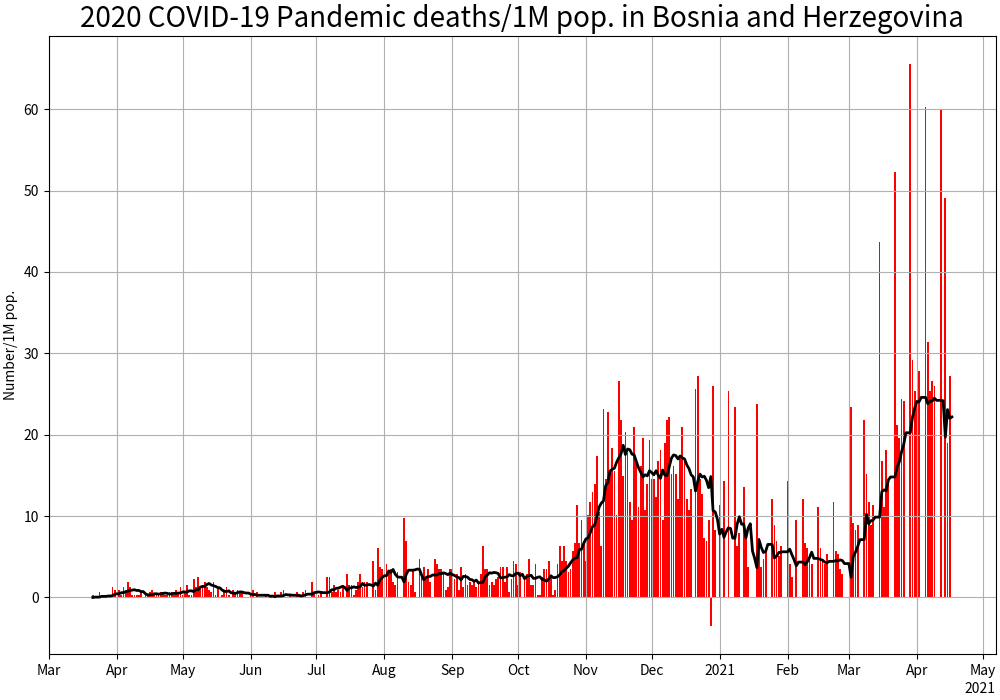 2020 COVID-19 Pandemic deaths/1M pop. in Bosnia and Herzegovina
Number/1M pop.
60
50
40
30
20
10
0
Mar Apr May Jun Jul Aug Sep Oct Nov Dec 2021 Feb Mar Apr May
2021